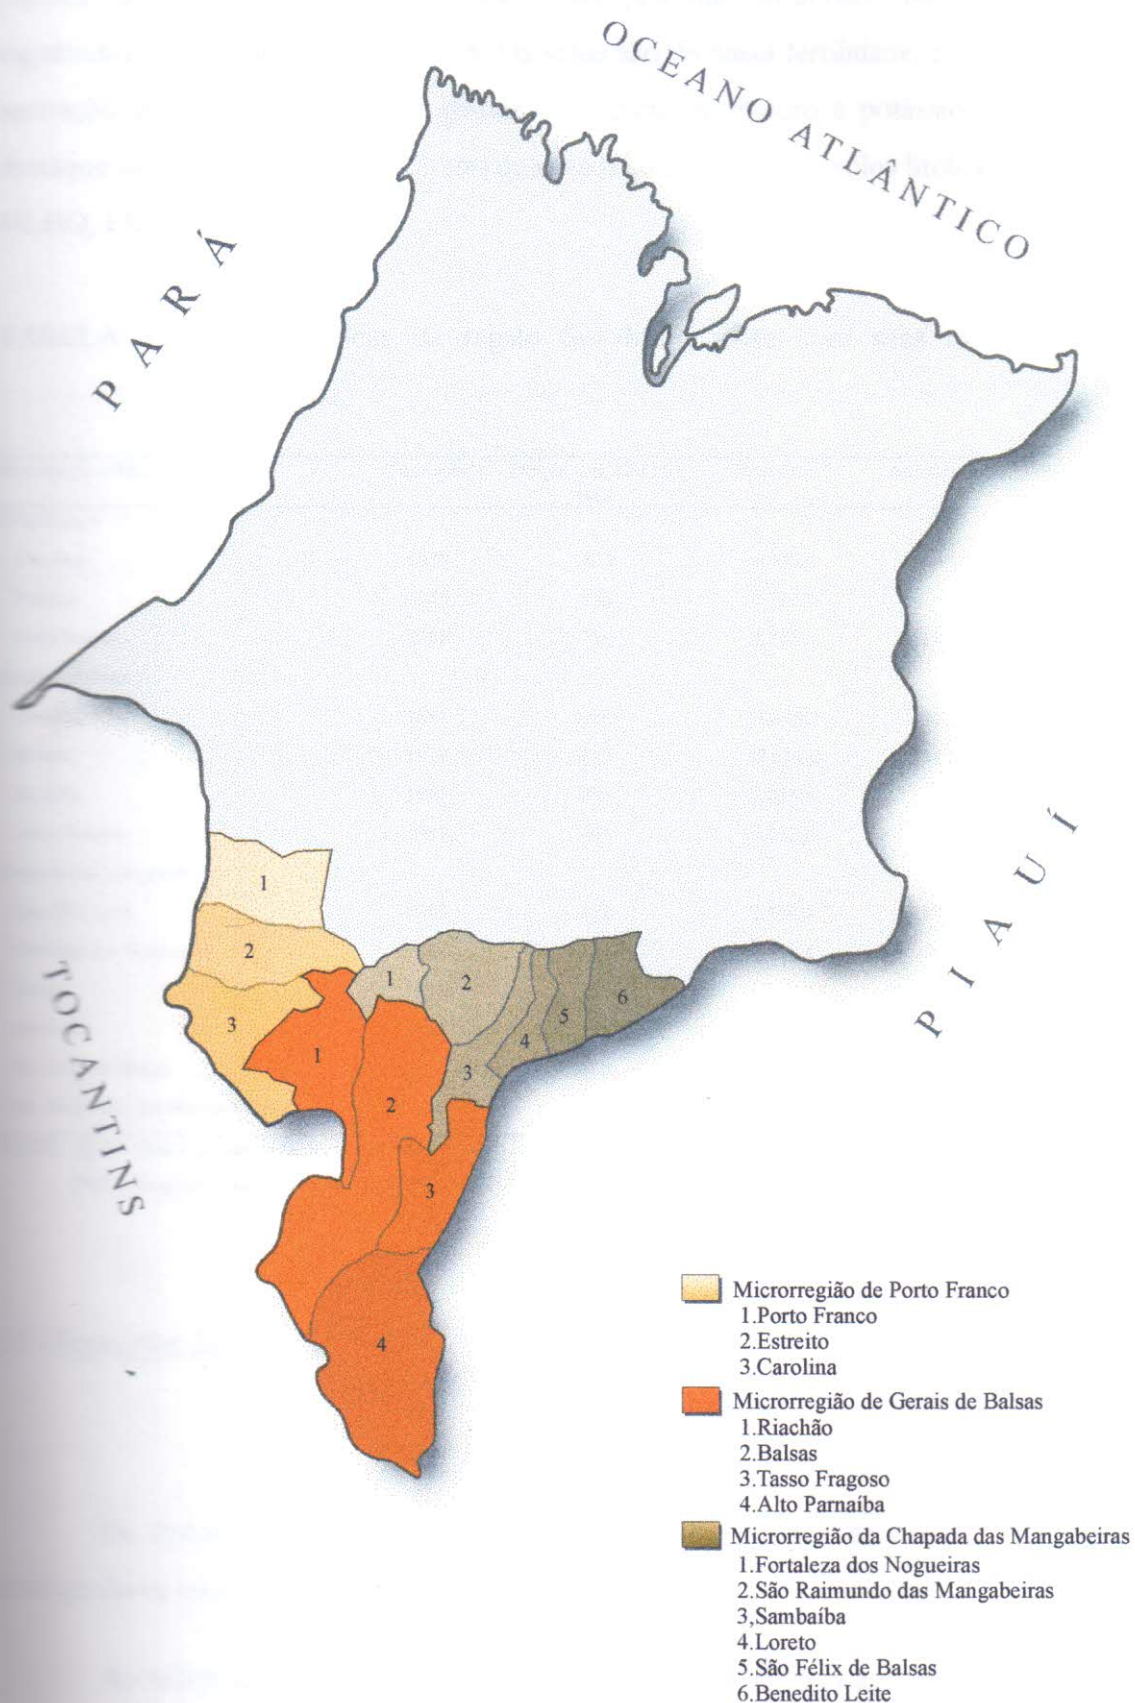 OCEANO ATLÂNTICO
PARÁ
PIAUÍ
TOCANTINS
1
2
3
1
2
3
4
1
2
3
4
5
6
Microrregião de Porto Franco
1.Porto Franco
2.Estreito
3.Carolina
Microrregião de Gerais de Balsas
1.Riachão
2.Balsas
3.Tasso Fragoso
4.Alto Parnaíba
Microrregião da Chapada das Mangabeiras
1.Fortaleza dos Nogueiras
2.São Raimundo das Mangabeiras
3,Sambaíba
4.Loreto
5.São Félix de Balsas
6.Benedito Leite